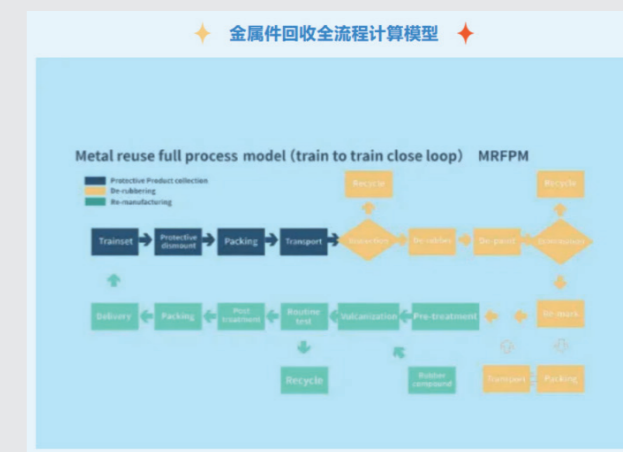 金属件回收全流程计算模型
Metal reuse full process model (train to train close loop) MRFPM
Protective Product collection
De-rubbering
Re-manufacturing
Recycle
Recycle
Trainset
Protective
dismount
Packing
Transport
Inspection
De-rubber
De-paint
Delivery
Packing
Post
treatment
Routine
test
Vulcanization
Pre-treatment
Re-mark
Recycle
Rubber
compound
Transport
Packing